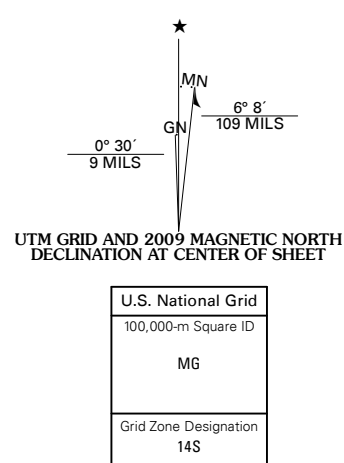 ★
MN
GN
6° 8′
109 MILS
0° 30′
9 MILS
UTM GRID AND 2009 MAGNETIC NORTH
DECLINATION AT CENTER OF SHEET
U.S. National Grid
100,000-m Square ID
MG
Grid Zone Designation
14S